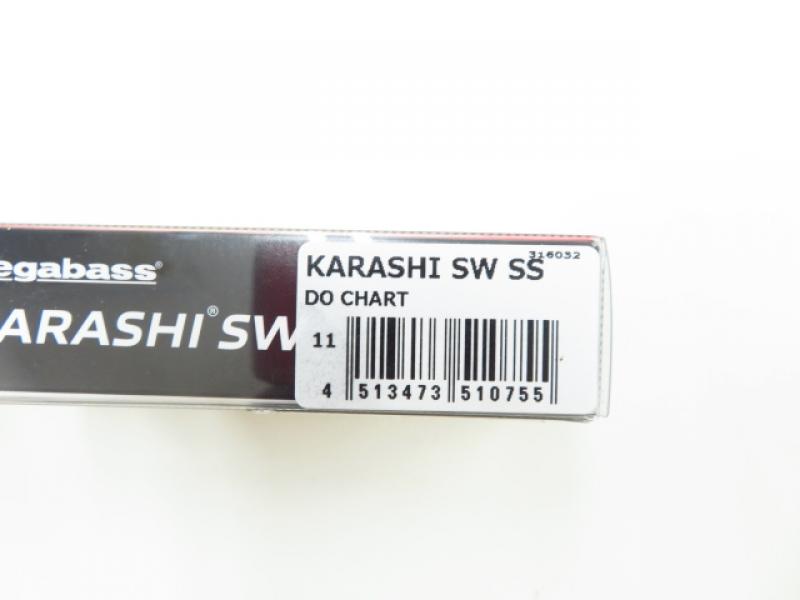 egabass®
ARASHI® SW
316032
KARASHI SW SS
DO CHART
11
4 513473 510755